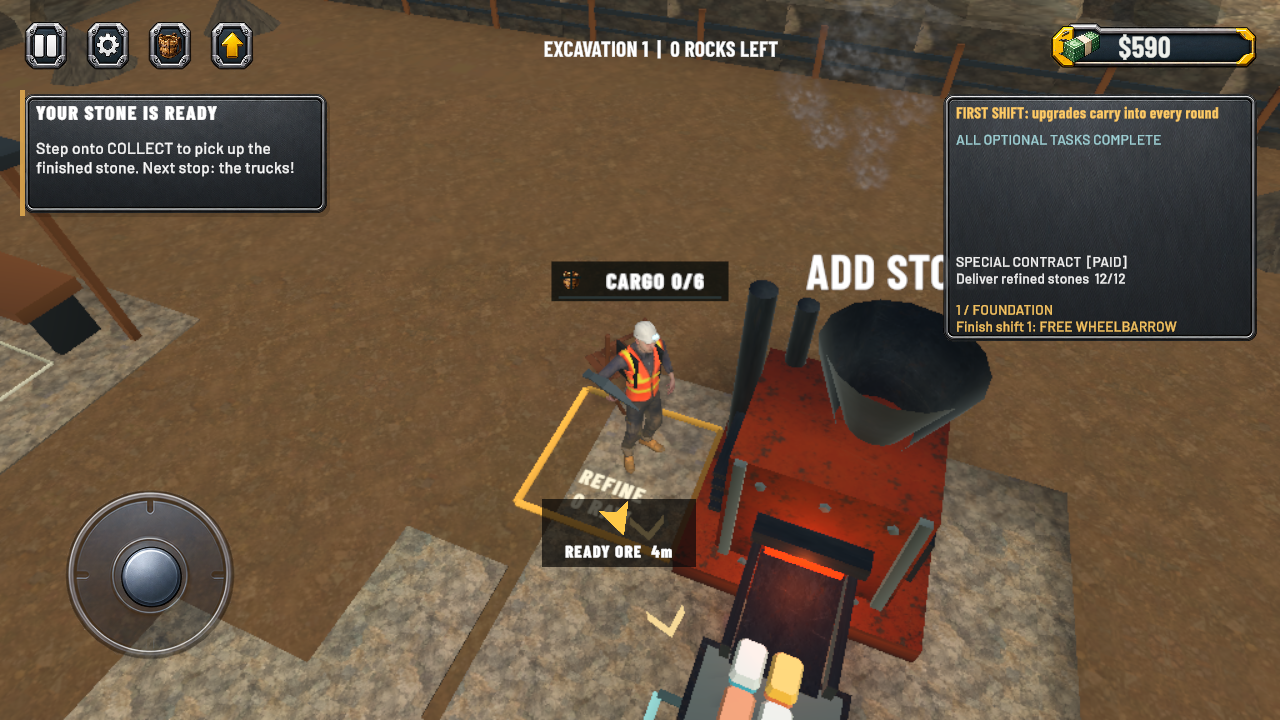 EXCAVATION 1 | 0 ROCKS LEFT
$590
YOUR STONE IS READY
Step onto COLLECT to pick up the
finished stone. Next stop: the trucks!
FIRST SHIFT: upgrades carry into every round
ALL OPTIONAL TASKS COMPLETE
SPECIAL CONTRACT [PAID]
Deliver refined stones 12/12
1 / FOUNDATION
Finish shift 1: FREE WHEELBARROW
CARGO 0/6
ADD STO
REFINE
READY ORE 4m